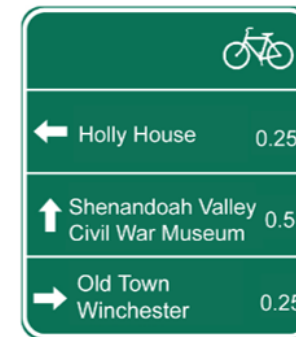 Holly House 0.25
Shenandoah Valley
Civil War Museum 0.5
Old Town
Winchester 0.25